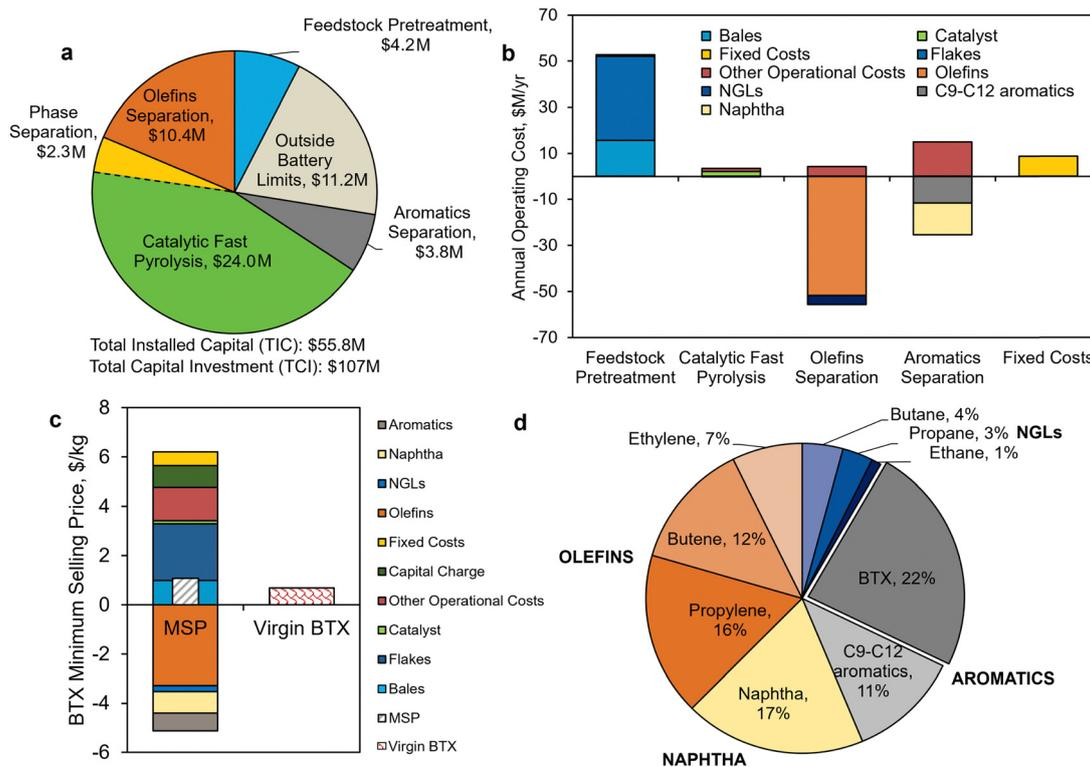 a
Feedstock Pretreatment,
$4.2M
Olefins
Separation,
$10.4M
Phase
Separation,
$2.3M
Outside
Battery
Limits, $11.2M
Aromatics
Separation,
$3.8M
Catalytic Fast
Pyrolysis, $24.0M
Total Installed Capital (TIC): $55.8M
Total Capital Investment (TCI): $107M
b
Annual Operating Cost, $M/yr
70
50
30
10
-10
-30
-50
-70
Bales
Catalyst
Fixed Costs
Flakes
Other Operational Costs
Olefins
NGLs
C9-C12 aromatics
Naphtha
Feedstock
Pretreatment
Catalytic Fast
Pyrolysis
Olefins
Separation
Aromatics
Separation
Fixed Costs
c
BTX Minimum Selling Price, $/kg
8
6
4
2
0
-2
-4
-6
MSP
Virgin BTX
Aromatics
Naphtha
NGLs
Olefins
Fixed Costs
Capital Charge
Other Operational Costs
Catalyst
Flakes
Bales
MSP
Virgin BTX
d
Butane, 4%
Propane, 3% NGLs
Ethane, 1%
Ethylene, 7%
Butene, 12%
OLEFINS
BTX, 22%
Propylene,
16%
C9-C12
aromatics,
11%
AROMATICS
Naphtha,
17%
NAPHTHA